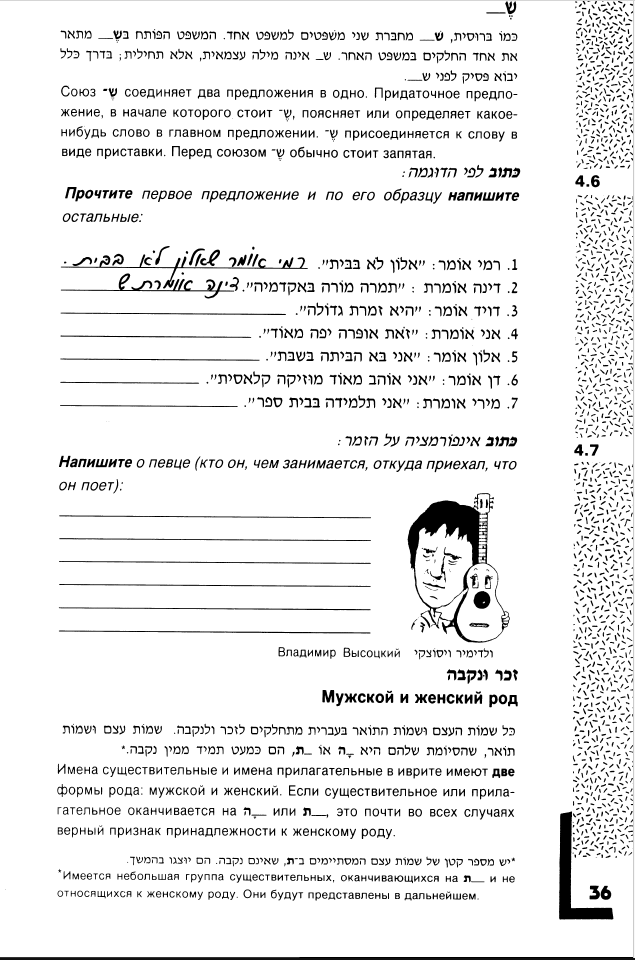 שֶׁ__
כמו ברוסית, שֶׁ__ מחברת שני משפטים למשפט אחד. המשפט הפותח בשֶׁ__ מתאר
את אחד החלקים במשפט האחר. ש__ אינה מילה עצמאית, אלא תחילית; בדרך כלל
יבוא פסיק לפני ש__.
Союз שֶׁ־ соединяет два предложения в одно. Придаточное предло-
жение, в начале которого стоит שֶׁ־, поясняет или определяет какое-
нибудь слово в главном предложении. שֶׁ־ присоединяется к слову в
виде приставки. Перед союзом שֶׁ־ обычно стоит запятая.
כתוב לפי הדוגמה:
4.6
Прочтите первое предложение и по его образцу напишите
остальные:
1. רמי אומר: "אלון לא בבית". רמי אומר שאלון לא בבית.
2. דינה אומרת: "תמרה מורה באקדמיה". דינה אומרת ש
3. דויד אומר: "היא זמרת גדולה".
4. אני אומרת: "זאת אופרה יפה מאוד".
5. אלון אומר: "אני בא הביתה בשבת".
6. דן אומר: "אני אוהב מאוד מוזיקה קלאסית".
7. מירי אומרת: "אני תלמידה בבית ספר".
כתוב אינפורמציה על הזמר:
4.7
Напишите о певце (кто он, чем занимается, откуда приехал, что
он поет):
Владимир Высоцкий ולדימיר ויסוצקי
זכר ונקבה
Мужской и женский род
כל שמות העצם ושמות התואר בעברית מתחלקים לזכר ולנקבה. שמות עצם ושמות
תואר, שהסיומת שלהם היא ָה או __ת, הם כמעט תמיד ממין נקבה.*
Имена существительные и имена прилагательные в иврите имеют две
формы рода: мужской и женский. Если существительное или прила-
гательное оканчивается на ָה__ или ת__, это почти во всех случаях
верный признак принадлежности к женскому роду.
*יש מספר קטן של שמות עצם המסתיימים ב־ת, שאינם נקבה. הם יוצגו בהמשך.
*Имеется небольшая группа существительных, оканчивающихся на ת__ и не
относящихся к женскому роду. Они будут представлены в дальнейшем.
36